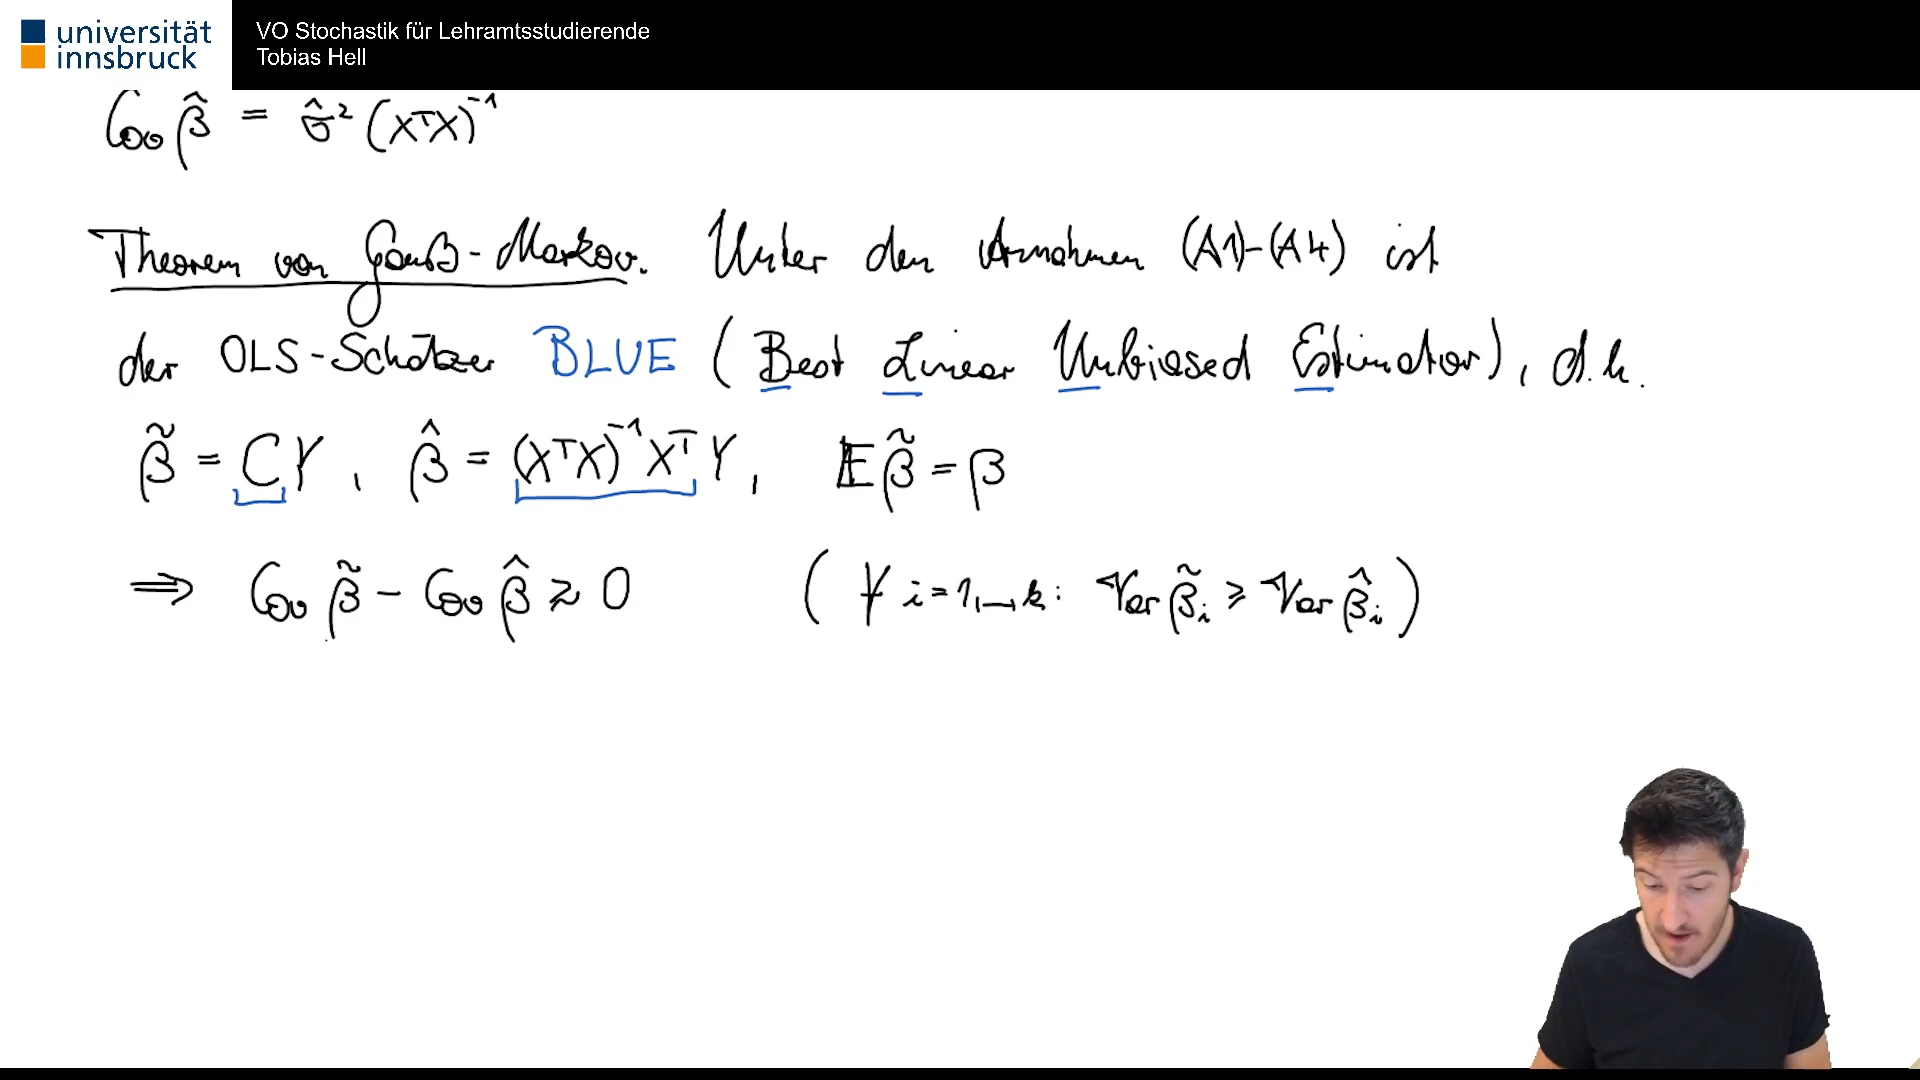 universität
innsbruck
VO Stochastik für Lehramtsstudierende
Tobias Hell
Cov β̂ = σ̂² (XᵀX)⁻¹
Theorem von Gauß-Markov. Unter den Annahmen (A1)-(A4) ist
der OLS-Schätzer BLUE (Best Linear Unbiased Estimator), d.h.
β̃ = CY, β̂ = (XᵀX)⁻¹XᵀY, 𝔼β̃ = β
⟹ Cov β̃ - Cov β̂ ≥ 0 (∀ i=1,…,k: Var β̃ᵢ ≥ Var β̂ᵢ)